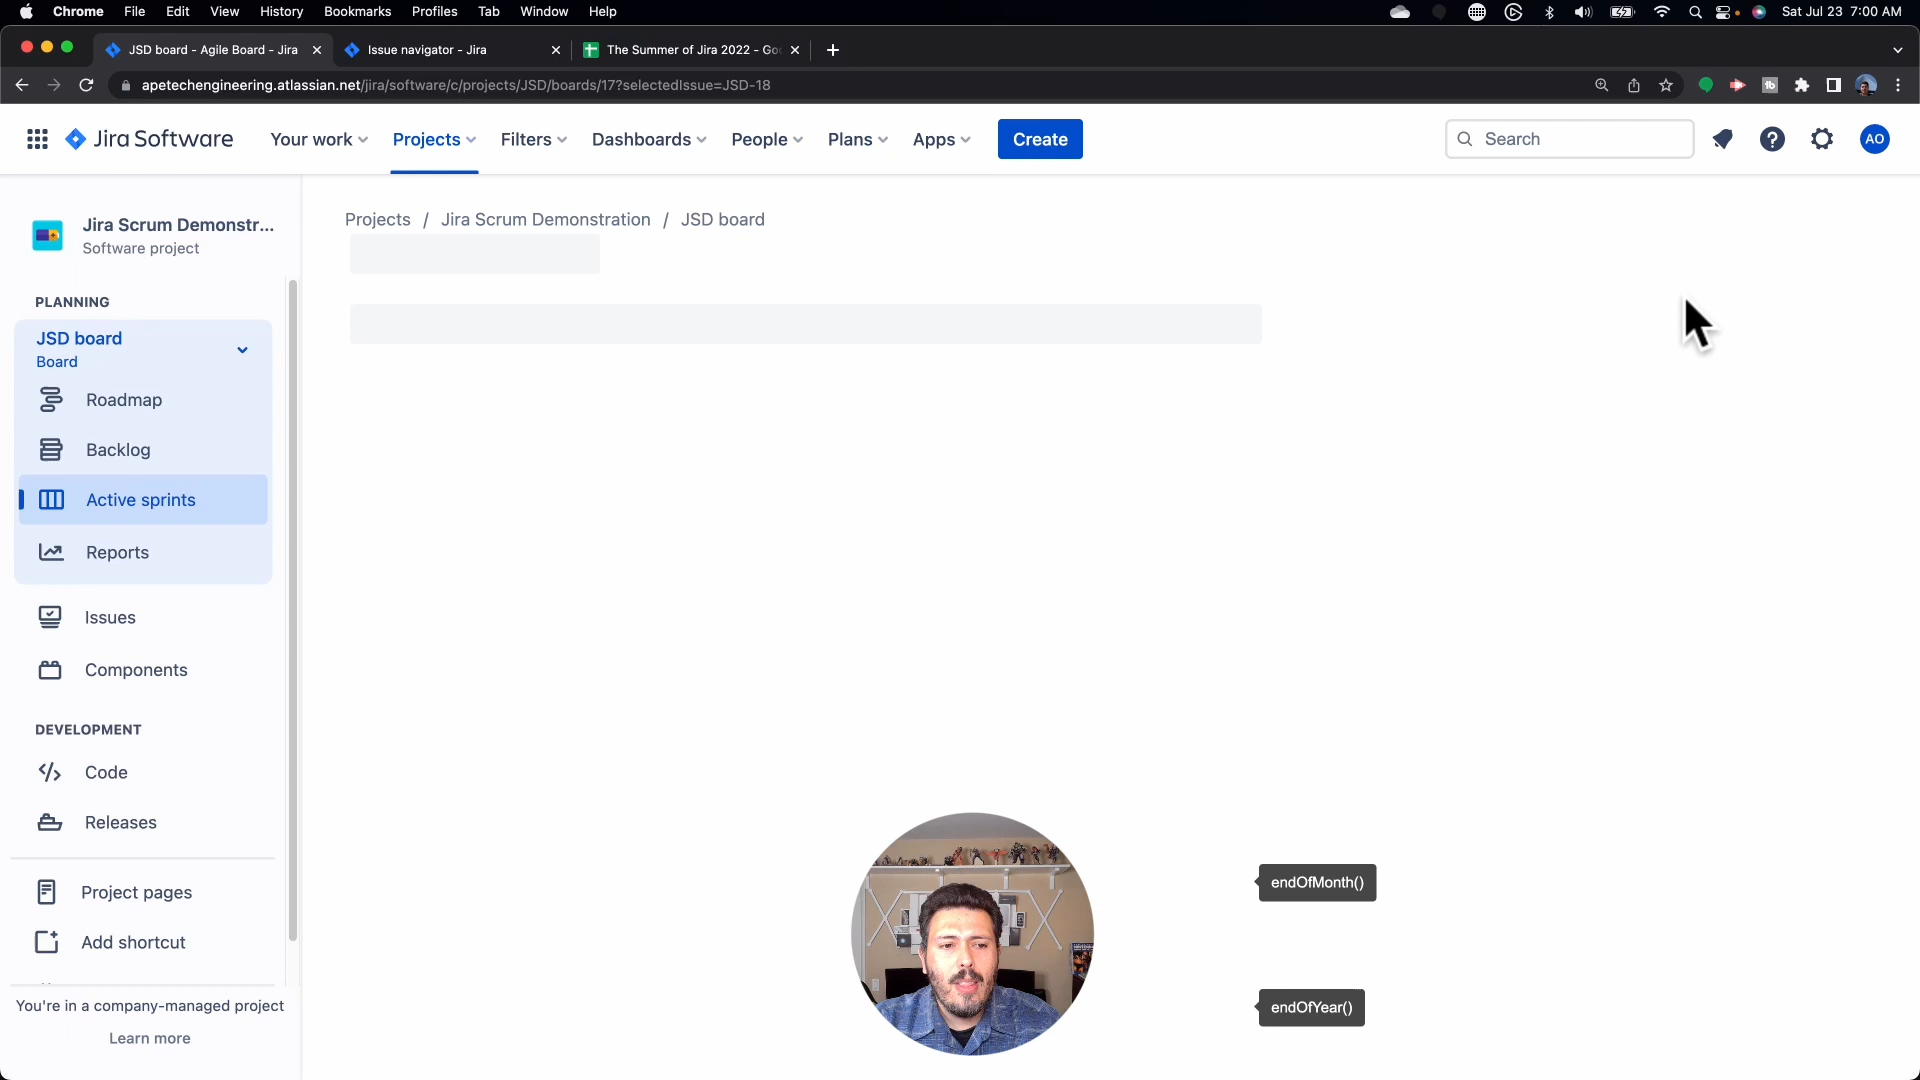 Chrome File Edit View History Bookmarks Profiles Tab Window Help
Sat Jul 23 7:00 AM
JSD board - Agile Board - Jira
Issue navigator - Jira
The Summer of Jira 2022 - Go
apetechengineering.atlassian.net/jira/software/c/projects/JSD/boards/17?selectedIssue=JSD-18
Jira Software
Your work
Projects
Filters
Dashboards
People
Plans
Apps
Create
Search
AO
Jira Scrum Demonstr...
Software project
Projects / Jira Scrum Demonstration / JSD board
PLANNING
JSD board
Board
Roadmap
Backlog
Active sprints
Reports
Issues
Components
DEVELOPMENT
Code
Releases
Project pages
Add shortcut
You're in a company-managed project
Learn more
endOfMonth()
endOfYear()